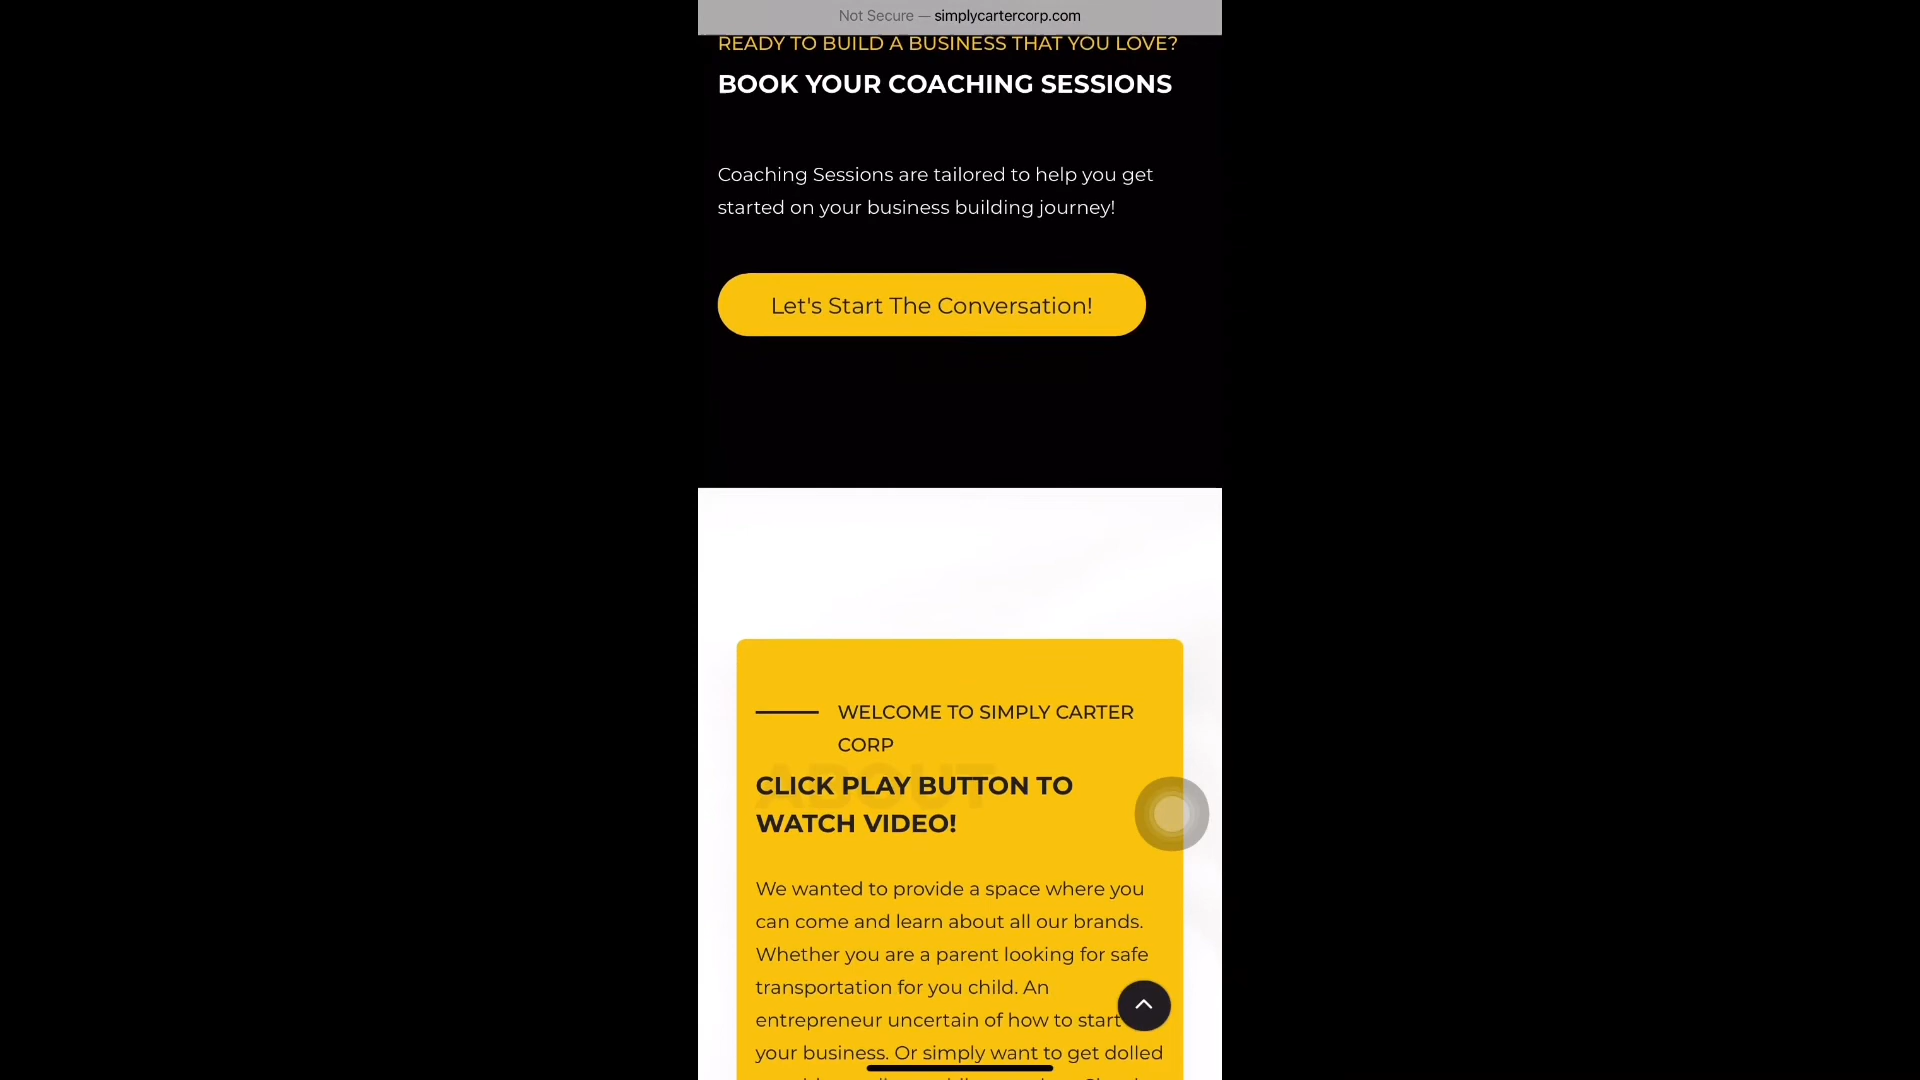 Not Secure — simplycartercorp.com
READY TO BUILD A BUSINESS THAT YOU LOVE?
BOOK YOUR COACHING SESSIONS
Coaching Sessions are tailored to help you get
started on your business building journey!
Let's Start The Conversation!
WELCOME TO SIMPLY CARTER
CORP
ABOUT
CLICK PLAY BUTTON TO
WATCH VIDEO!
We wanted to provide a space where you
can come and learn about all our brands.
Whether you are a parent looking for safe
transportation for you child. An
entrepreneur uncertain of how to start
your business. Or simply want to get dolled